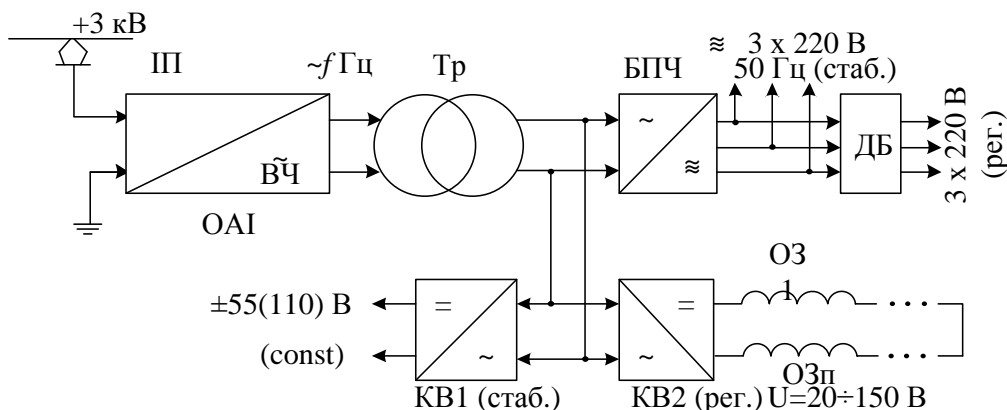 +3 кВ
ІП
~f Гц
Тр
БПЧ
≋ 3 x 220 В
50 Гц (стаб.)
~
ВЧ
~
≋
ДБ
3 x 220 В
(рег.)
ОАІ
ОЗ
1
±55(110) В
=
=
(const)
~
~
ОЗп
КВ1 (стаб.)
КВ2 (рег.)
U=20÷150 В